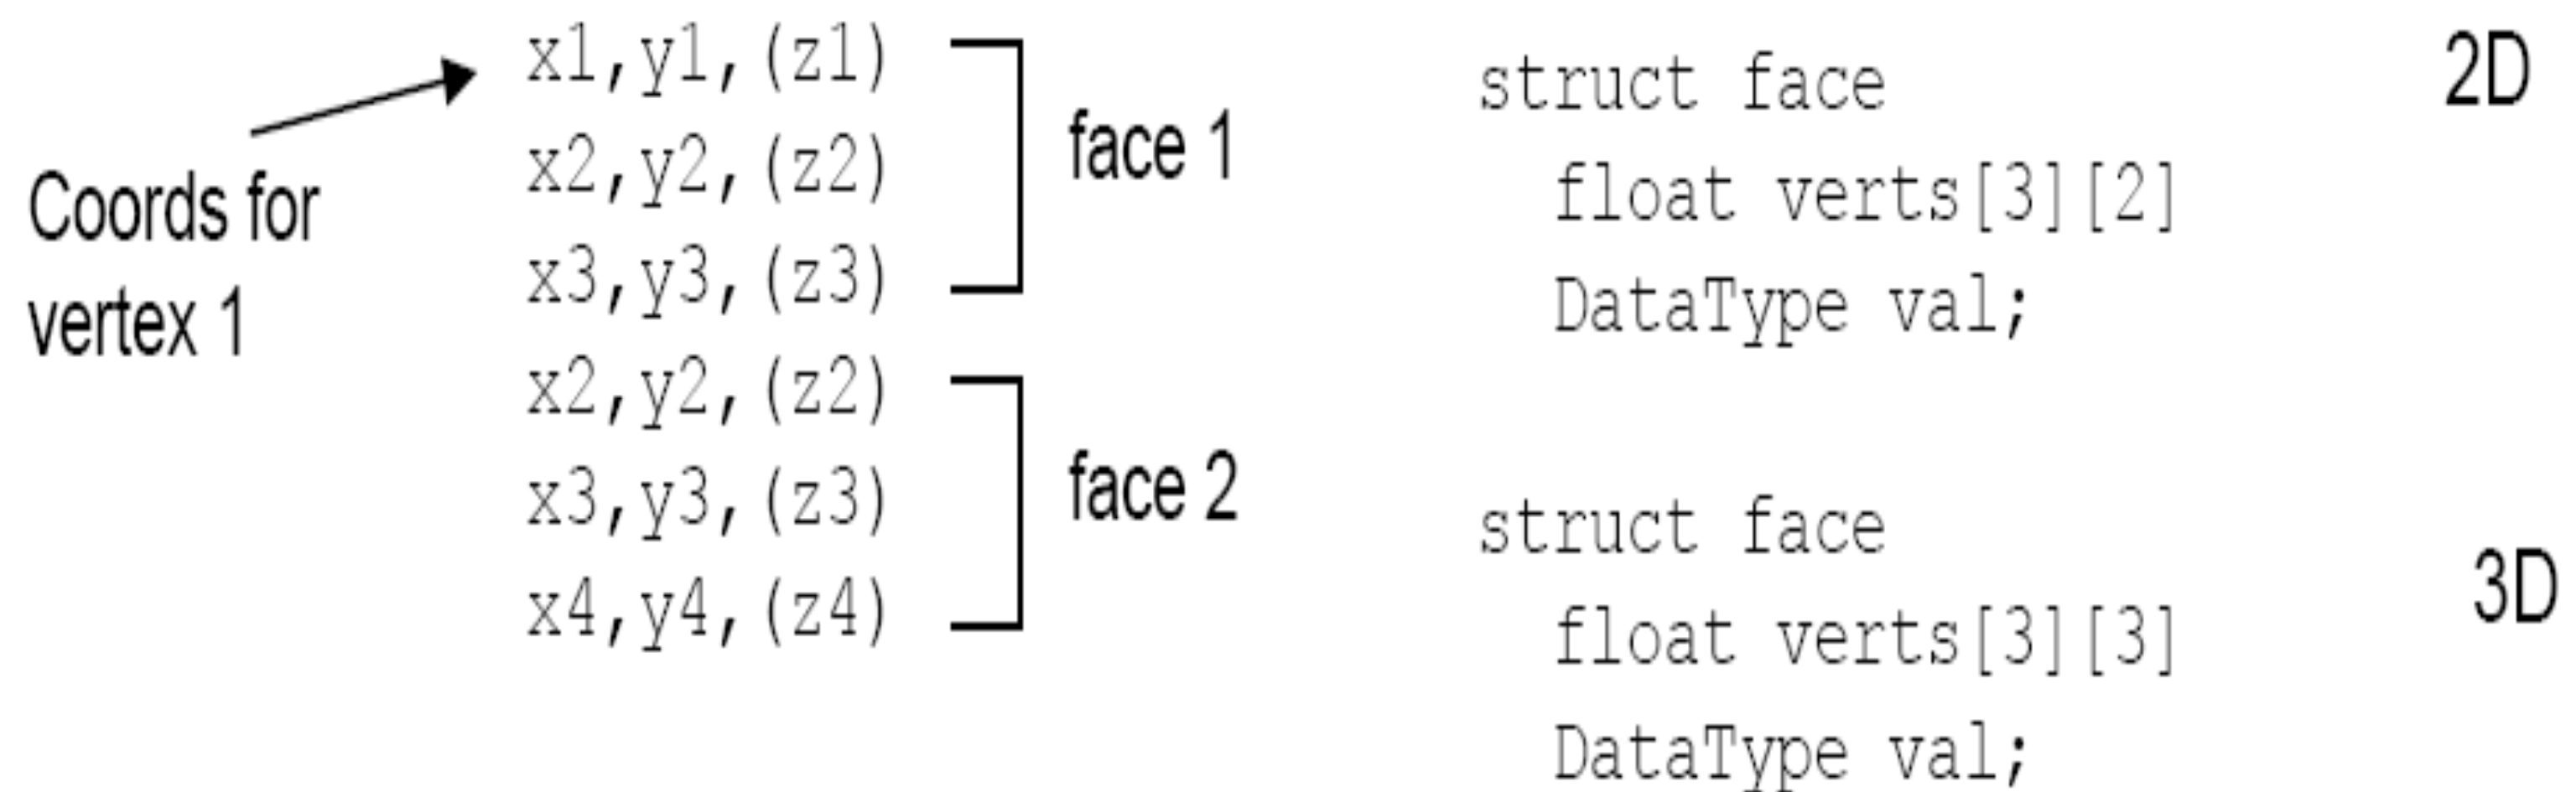 Coords for
vertex 1
x1,y1,(z1)
x2,y2,(z2)
x3,y3,(z3)
face 1
x2,y2,(z2)
x3,y3,(z3)
x4,y4,(z4)
face 2
struct face
float verts[3][2]
DataType val;
2D
struct face
float verts[3][3]
DataType val;
3D